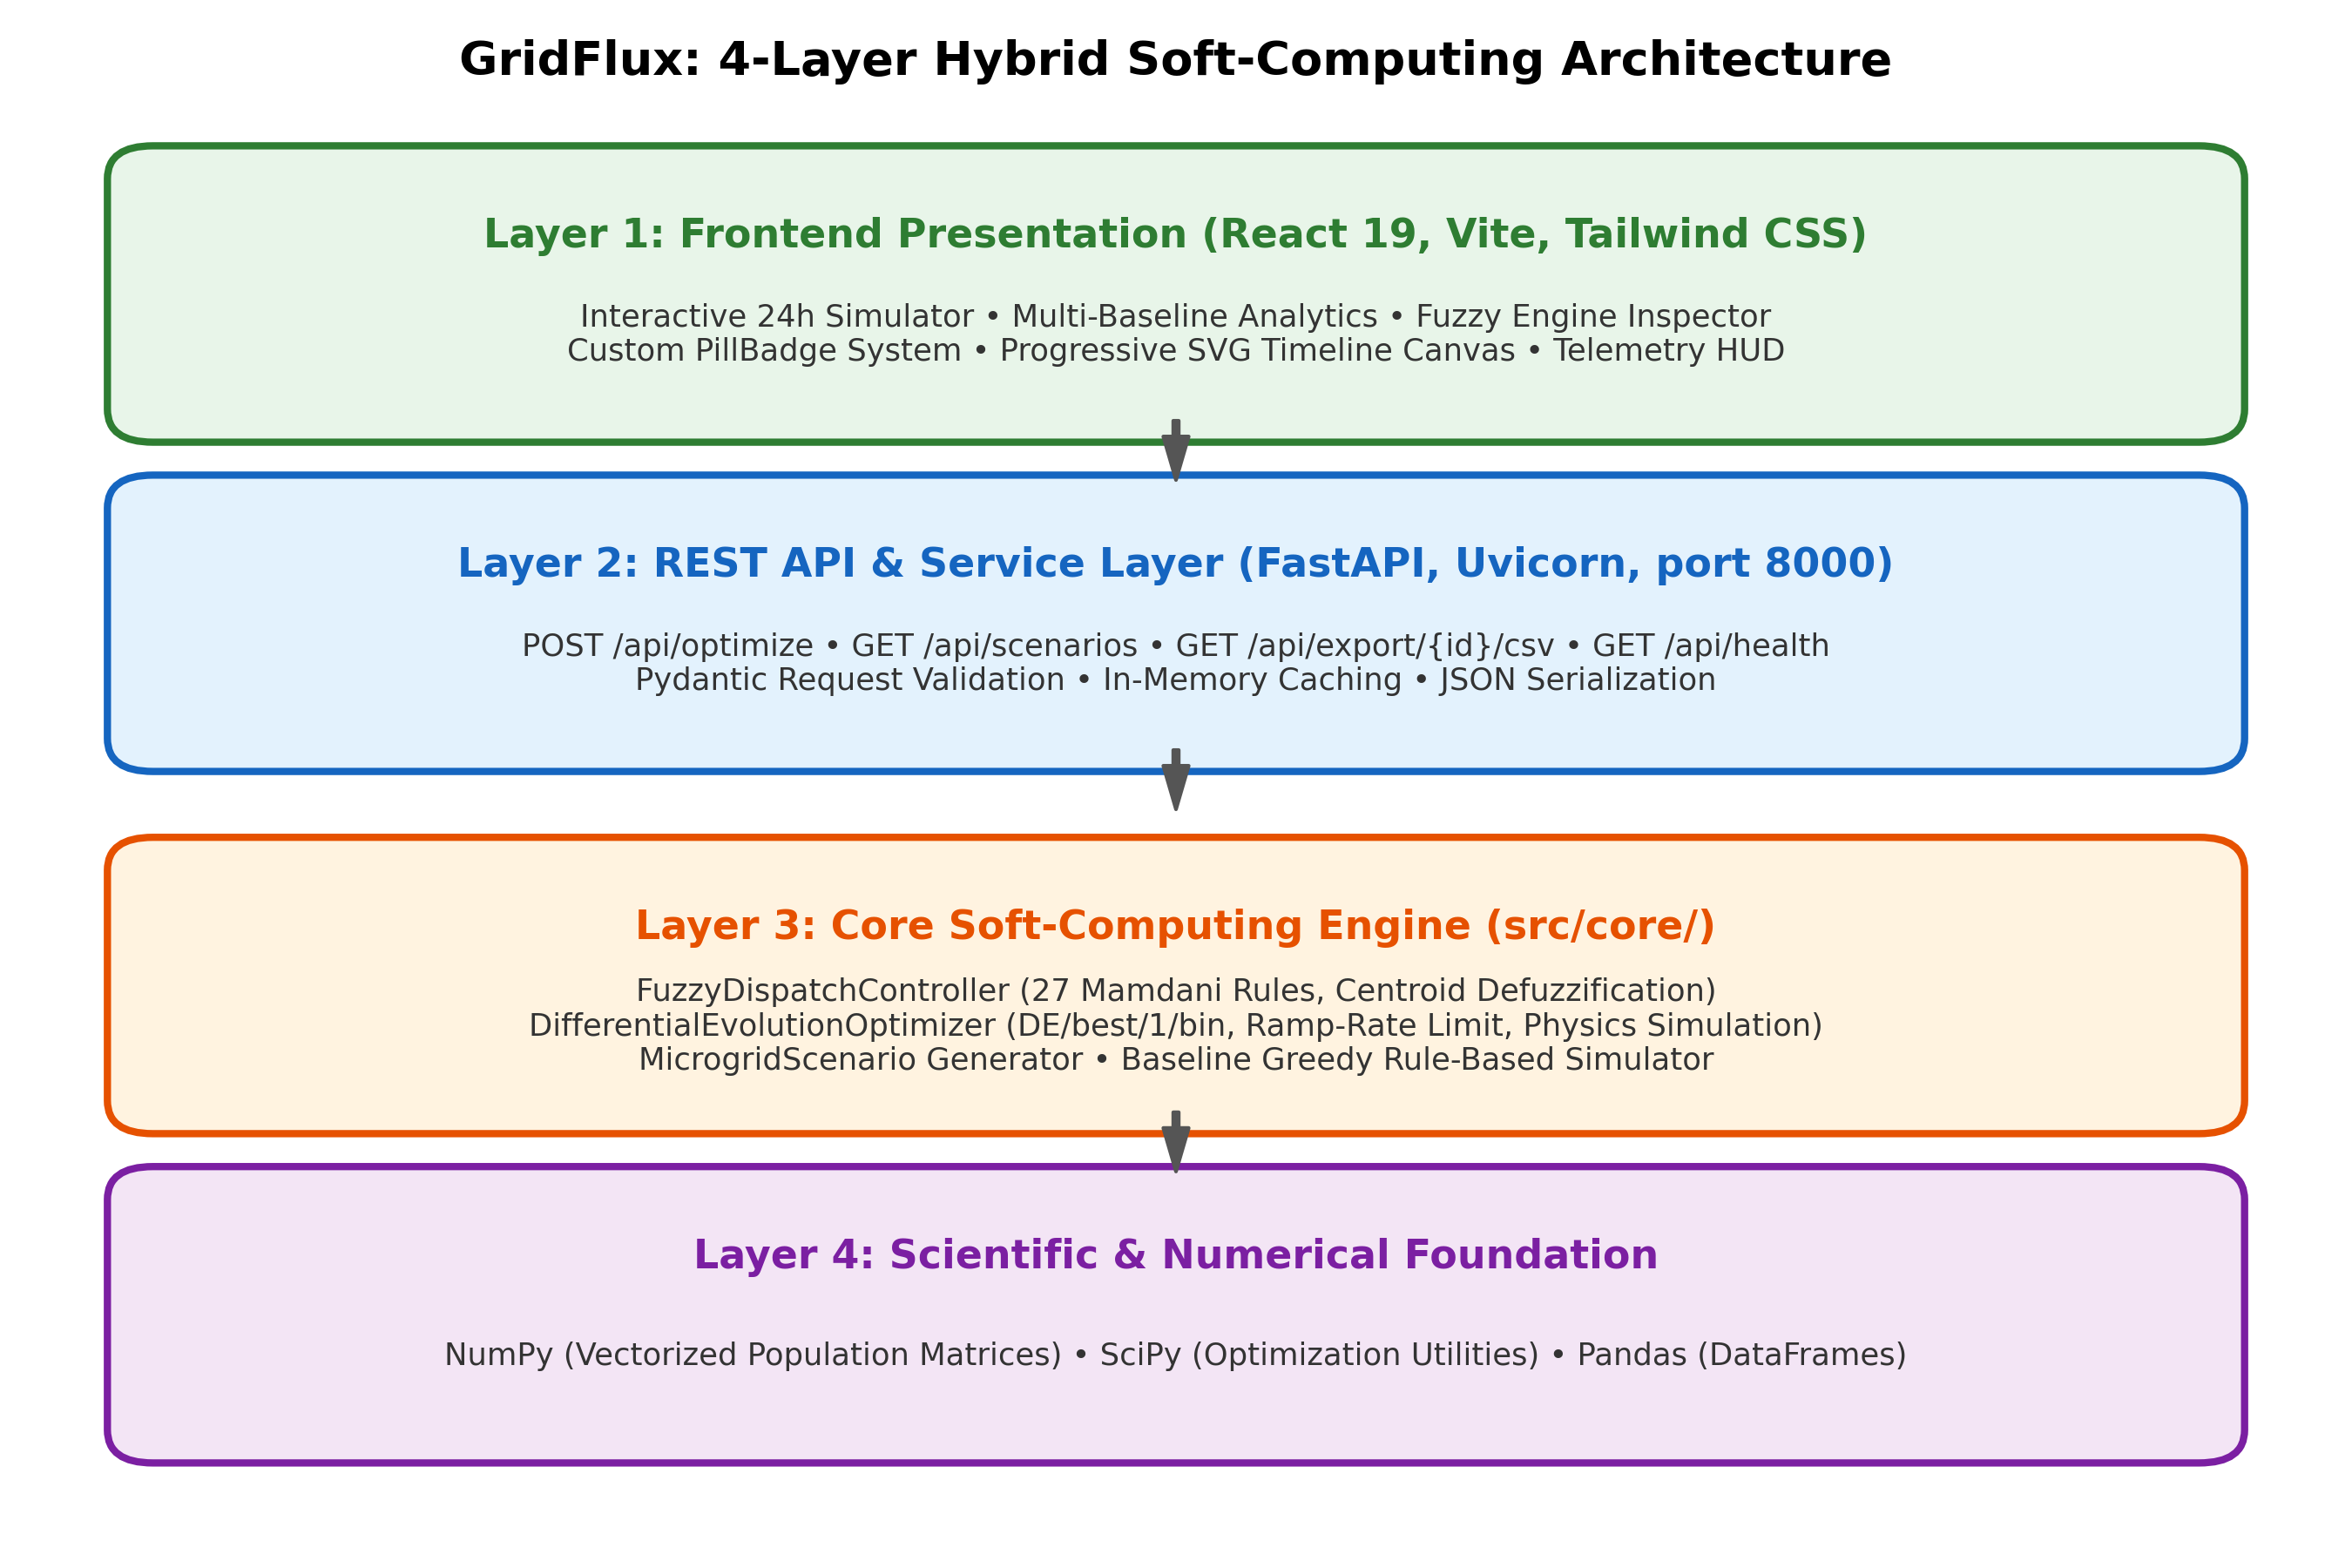 GridFlux: 4-Layer Hybrid Soft-Computing Architecture
Layer 1: Frontend Presentation (React 19, Vite, Tailwind CSS)
Interactive 24h Simulator • Multi-Baseline Analytics • Fuzzy Engine Inspector
Custom PillBadge System • Progressive SVG Timeline Canvas • Telemetry HUD
Layer 2: REST API & Service Layer (FastAPI, Uvicorn, port 8000)
POST /api/optimize • GET /api/scenarios • GET /api/export/{id}/csv • GET /api/health
Pydantic Request Validation • In-Memory Caching • JSON Serialization
Layer 3: Core Soft-Computing Engine (src/core/)
FuzzyDispatchController (27 Mamdani Rules, Centroid Defuzzification)
DifferentialEvolutionOptimizer (DE/best/1/bin, Ramp-Rate Limit, Physics Simulation)
MicrogridScenario Generator • Baseline Greedy Rule-Based Simulator
Layer 4: Scientific & Numerical Foundation
NumPy (Vectorized Population Matrices) • SciPy (Optimization Utilities) • Pandas (DataFrames)